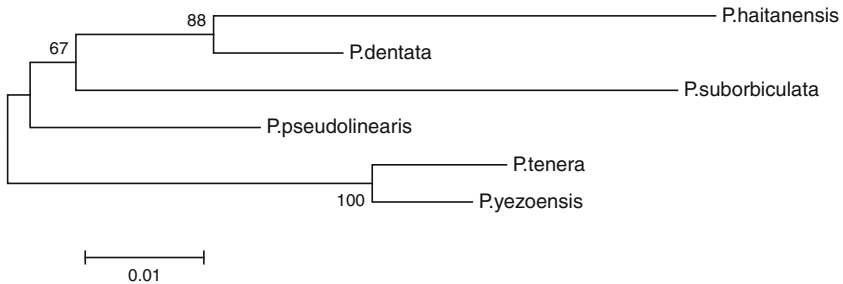 88
P.haitanensis
67
P.dentata
P.suborbiculata
P.pseudolinearis
P.tenera
100
P.yezoensis
0.01